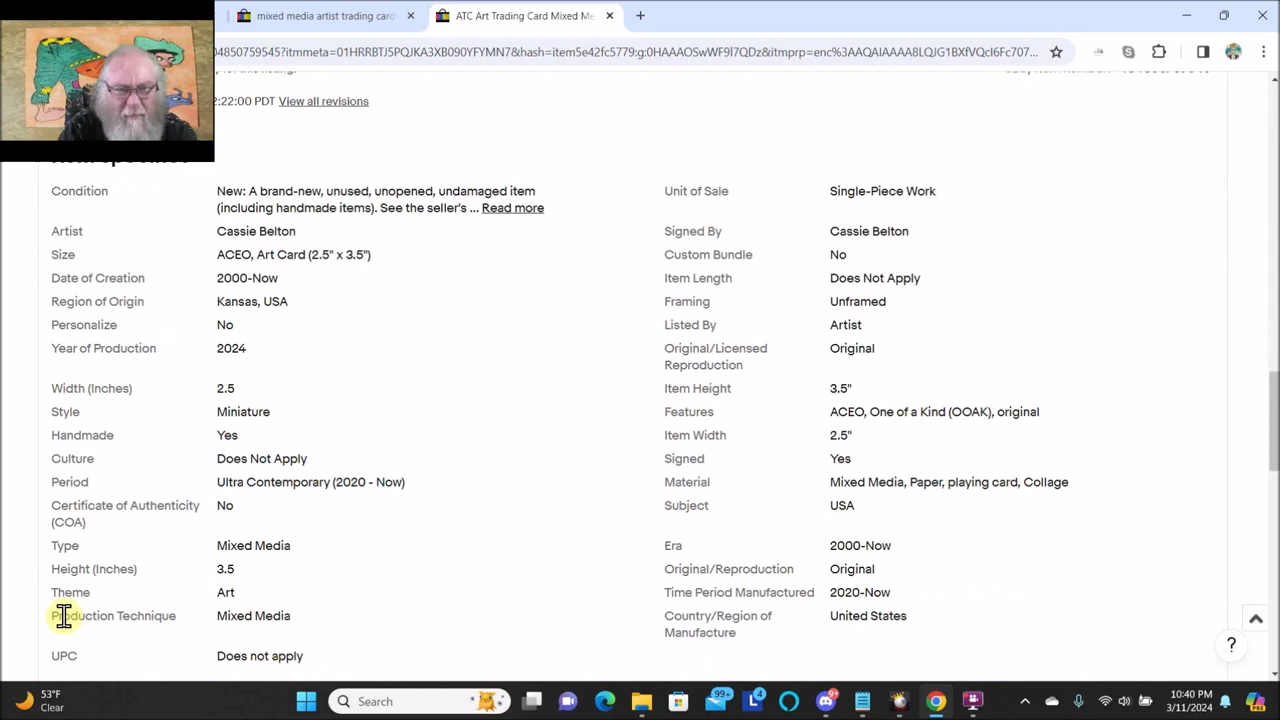 mixed media artist trading card
ATC Art Trading Card Mixed Me
04850759545?itmmeta=01HRRBTJ5PQJKA3XB090YFYMN7&hash=item5e42fc5779:g:0HAAAOSwWF9l7QDz&itmprp=enc%3AAQAIAAAA8LQJG1BXfVQcI6Fc707...
2:22:00 PDT View all revisions
Condition
New: A brand-new, unused, unopened, undamaged item
(including handmade items). See the seller's ... Read more
Unit of Sale
Single-Piece Work
Artist
Cassie Belton
Signed By
Cassie Belton
Size
ACEO, Art Card (2.5" x 3.5")
Custom Bundle
No
Date of Creation
2000-Now
Item Length
Does Not Apply
Region of Origin
Kansas, USA
Framing
Unframed
Personalize
No
Listed By
Artist
Year of Production
2024
Original/Licensed
Reproduction
Original
Width (Inches)
2.5
Item Height
3.5"
Style
Miniature
Features
ACEO, One of a Kind (OOAK), original
Handmade
Yes
Item Width
2.5"
Culture
Does Not Apply
Signed
Yes
Period
Ultra Contemporary (2020 - Now)
Material
Mixed Media, Paper, playing card, Collage
Certificate of Authenticity
(COA)
No
Subject
USA
Type
Mixed Media
Era
2000-Now
Height (Inches)
3.5
Original/Reproduction
Original
Theme
Art
Time Period Manufactured
2020-Now
Production Technique
Mixed Media
Country/Region of
Manufacture
United States
UPC
Does not apply
?
53°F
Clear
Search
99+
4
10:40 PM
3/11/2024